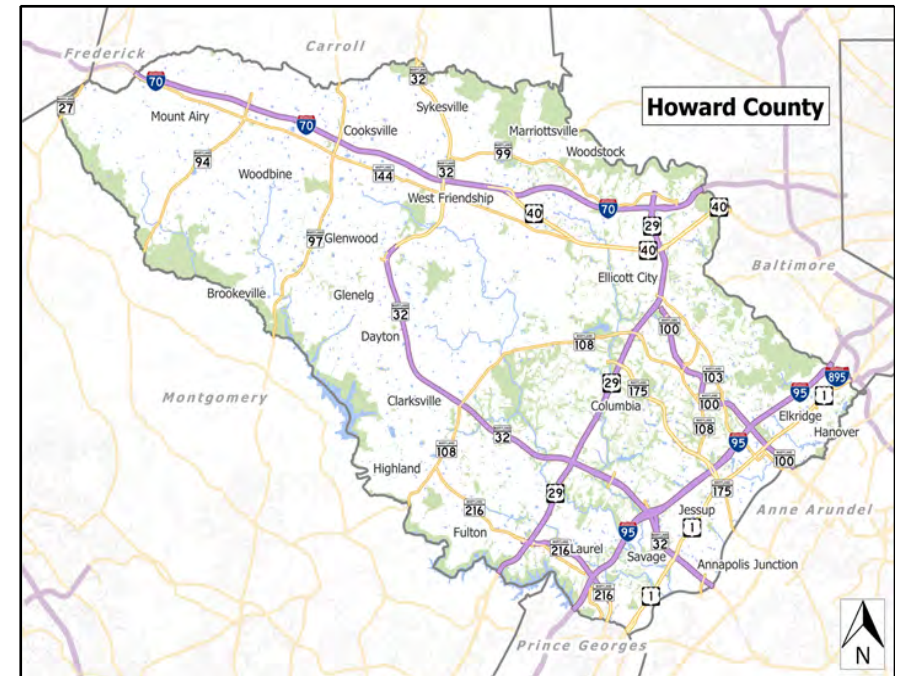 Frederick
Carroll
Howard County
70
32
27
Mount Airy
Sykesville
70
Cooksville
Marriottsville
94
99
Woodstock
Woodbine
144
32
West Friendship
40
70
40
29
97
Glenwood
40
Baltimore
Ellicott City
Brookeville
Glenelg
32
100
Dayton
108
103
895
29
175
95
Montgomery
Clarksville
Columbia
100
1
Elkridge
108
32
95
Hanover
108
Highland
100
29
175
216
Jessup
Anne Arundel
Fulton
95
1
216
Laurel
Savage
32
Annapolis Junction
216
1
Prince Georges
N